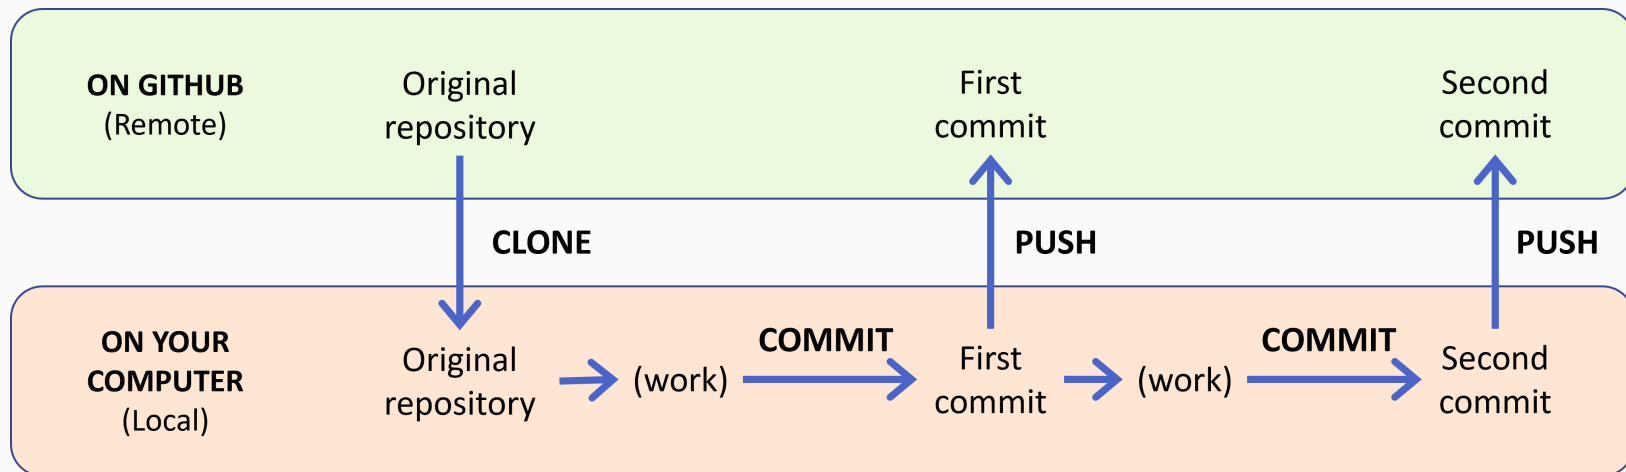 ON GITHUB
(Remote)
Original
repository
First
commit
Second
commit
CLONE
PUSH
PUSH
ON YOUR
COMPUTER
(Local)
Original
repository
(work)
COMMIT
First
commit
(work)
COMMIT
Second
commit